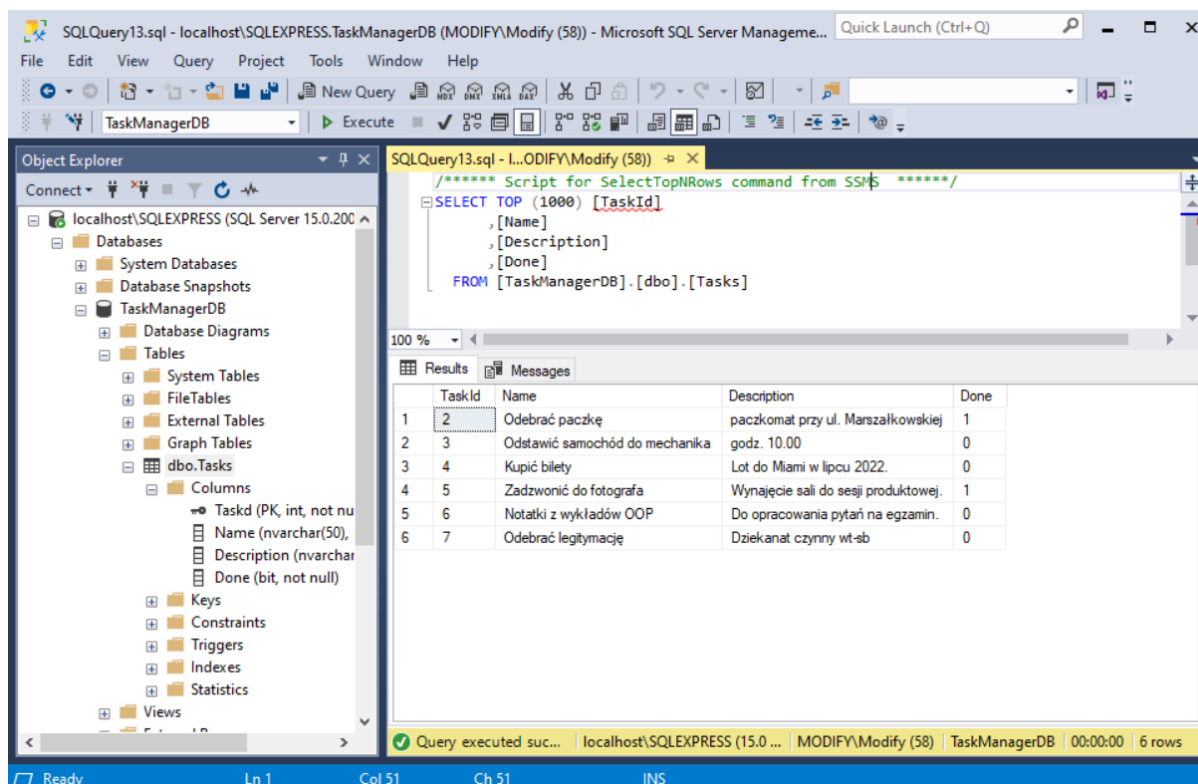 SQLQuery13.sql - localhost\SQLEXPRESS.TaskManagerDB (MODIFY\Modify (58)) - Microsoft SQL Server Manageme...
Quick Launch (Ctrl+Q)
File Edit View Query Project Tools Window Help
New Query MDX DMX XMLA DAX
TaskManagerDB Execute
Object Explorer
Connect
localhost\SQLEXPRESS (SQL Server 15.0.200
Databases
System Databases
Database Snapshots
TaskManagerDB
Database Diagrams
Tables
System Tables
FileTables
External Tables
Graph Tables
dbo.Tasks
Columns
Taskd (PK, int, not nu
Name (nvarchar(50),
Description (nvarchar
Done (bit, not null)
Keys
Constraints
Triggers
Indexes
Statistics
Views
SQLQuery13.sql - l...ODIFY\Modify (58))
/****** Script for SelectTopNRows command from SSMS ******/
SELECT TOP (1000) [TaskId]
,[Name]
,[Description]
,[Done]
FROM [TaskManagerDB].[dbo].[Tasks]
100 %
Results Messages
TaskId Name Description Done
1 2 Odebrać paczkę paczkomat przy ul. Marszałkowskiej 1
2 3 Odstawić samochód do mechanika godz. 10.00 0
3 4 Kupić bilety Lot do Miami w lipcu 2022. 0
4 5 Zadzwonić do fotografa Wynajęcie sali do sesji produktowej. 1
5 6 Notatki z wykładów OOP Do opracowania pytań na egzamin. 0
6 7 Odebrać legitymację Dziekanat czynny wt-sb 0
Query executed suc... localhost\SQLEXPRESS (15.0 ... MODIFY\Modify (58) TaskManagerDB 00:00:00 6 rows
Ready Ln 1 Col 51 Ch 51 INS